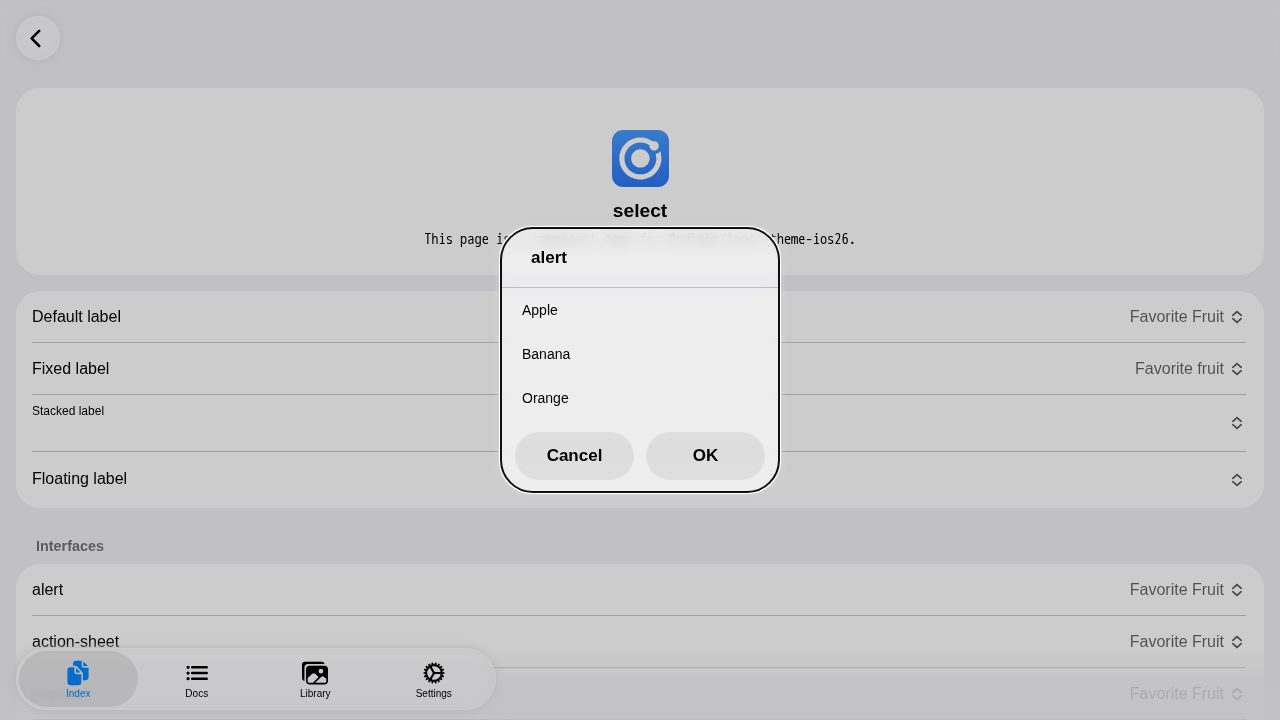 select
This page is
theme-ios26.
alert
Apple
Banana
Orange
Cancel
OK
Default label
Favorite Fruit
Fixed label
Favorite fruit
Stacked label
Floating label
Interfaces
alert
Favorite Fruit
action-sheet
Favorite Fruit
Favorite Fruit
Index
Docs
Library
Settings